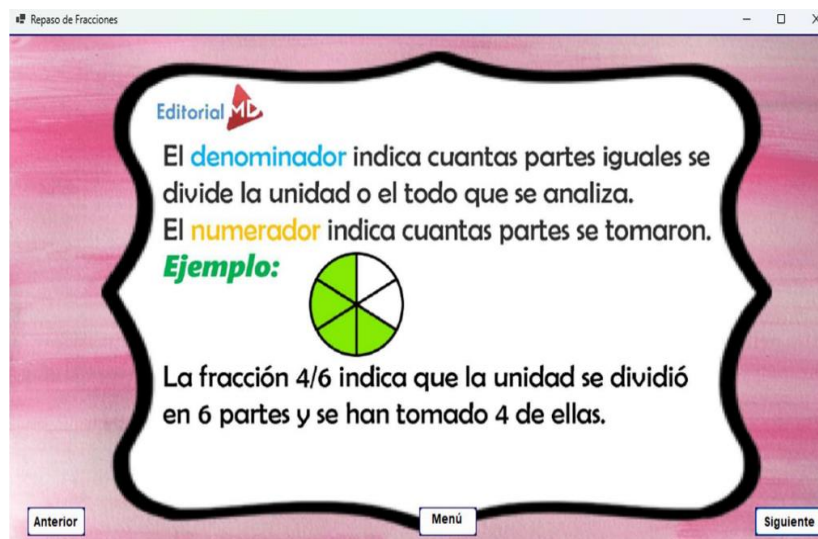 Repaso de Fracciones
Editorial MD
El denominador indica cuantas partes iguales se
divide la unidad o el todo que se analiza.
El numerador indica cuantas partes se tomaron.
Ejemplo:
La fracción 4/6 indica que la unidad se dividió
en 6 partes y se han tomado 4 de ellas.
Anterior
Menú
Siguiente